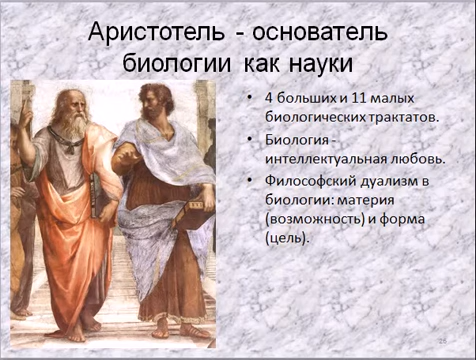 Аристотель - основатель
биологии как науки
• 4 больших и 11 малых
биологических трактатов.
• Биология -
интеллектуальная любовь.
• Философский дуализм в
биологии: материя
(возможность) и форма
(цель).
26